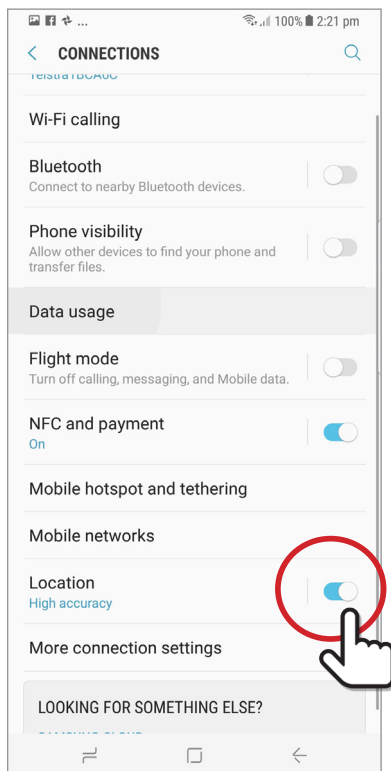 ... 100% 2:21 pm
CONNECTIONS
Wi-Fi calling
Bluetooth
Connect to nearby Bluetooth devices.
Phone visibility
Allow other devices to find your phone and
transfer files.
Data usage
Flight mode
Turn off calling, messaging, and Mobile data.
NFC and payment
On
Mobile hotspot and tethering
Mobile networks
Location
High accuracy
More connection settings
LOOKING FOR SOMETHING ELSE?